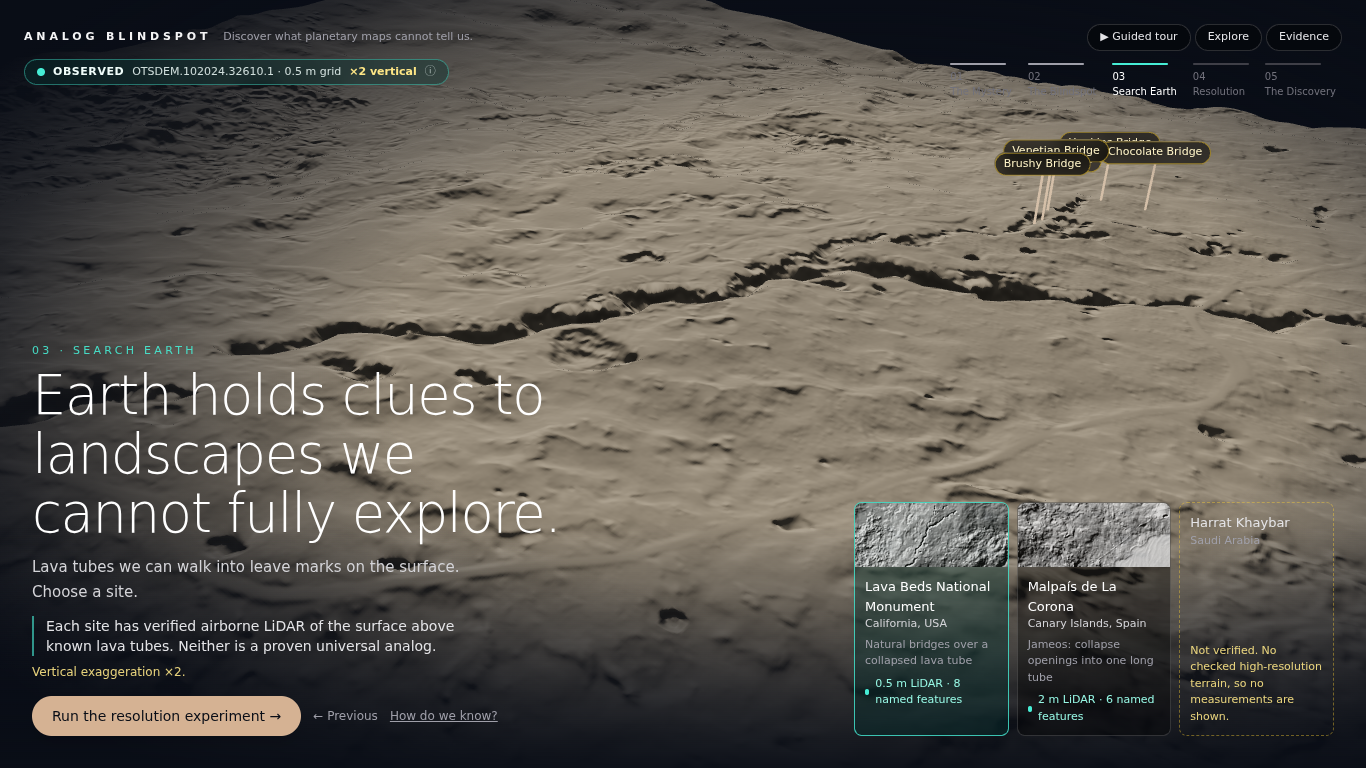 ANALOG BLINDSPOT Discover what planetary maps cannot tell us.
▶ Guided tour Explore Evidence
OBSERVED OTSDEM.102024.32610.1 · 0.5 m grid ×2 vertical ⓘ
02 03 04 05
Search Earth Resolution The Discovery
Venetian Bridge Chocolate Bridge
Brushy Bridge
03 · SEARCH EARTH
Earth holds clues to
landscapes we
cannot fully explore.
Lava tubes we can walk into leave marks on the surface.
Choose a site.
Each site has verified airborne LiDAR of the surface above
known lava tubes. Neither is a proven universal analog.
Vertical exaggeration ×2.
Run the resolution experiment → ← Previous How do we know?
Lava Beds National
Monument
California, USA
Natural bridges over a
collapsed lava tube
0.5 m LiDAR · 8
named features
Malpaís de La
Corona
Canary Islands, Spain
Jameos: collapse
openings into one long
tube
2 m LiDAR · 6 named
features
Harrat Khaybar
Saudi Arabia
Not verified. No
checked high-resolution
terrain, so no
measurements are
shown.